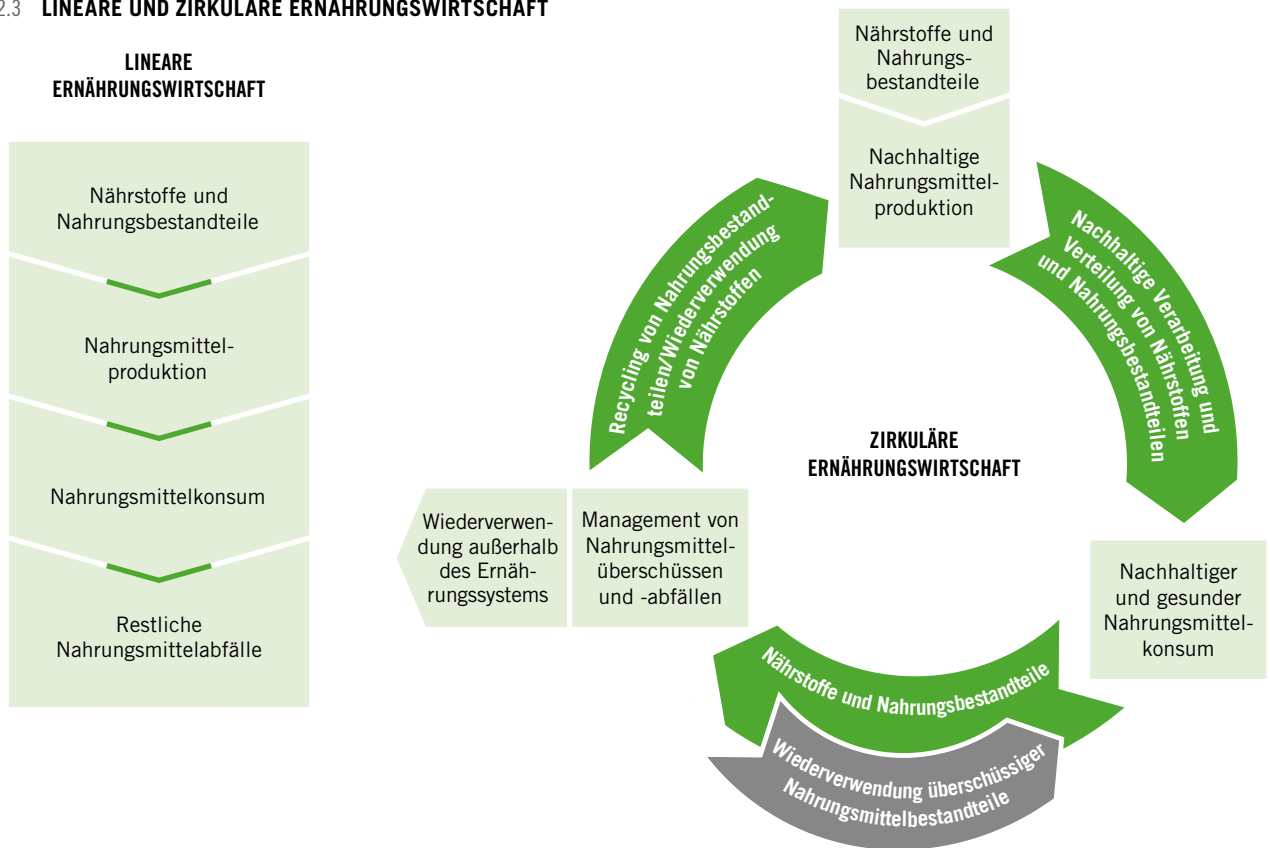 2.3 LINEARE UND ZIRKULÄRE ERNÄHRUNGSWIRTSCHAFT
LINEARE
ERNÄHRUNGSWIRTSCHAFT
Nährstoffe und
Nahrungsbestandteile
Nahrungsmittel-
produktion
Nahrungsmittelkonsum
Restliche
Nahrungsmittelabfälle
Nährstoffe und
Nahrungs-
bestandteile
Nachhaltige
Nahrungsmittel-
produktion
Nachhaltige Verarbeitung und
Verteilung von Nährstoffen
und Nahrungsbestandteilen
Nachhaltiger
und gesunder
Nahrungsmittel-
konsum
Nährstoffe und Nahrungsbestandteile
Wiederverwendung überschüssiger
Nahrungsmittelbestandteile
Management von
Nahrungsmittel-
überschüssen
und -abfällen
Wiederverwen-
dung außerhalb
des Ernäh-
rungssystems
Recycling von Nahrungsbestand-
teilen/Wiederverwendung
von Nährstoffen
ZIRKULÄRE
ERNÄHRUNGSWIRTSCHAFT